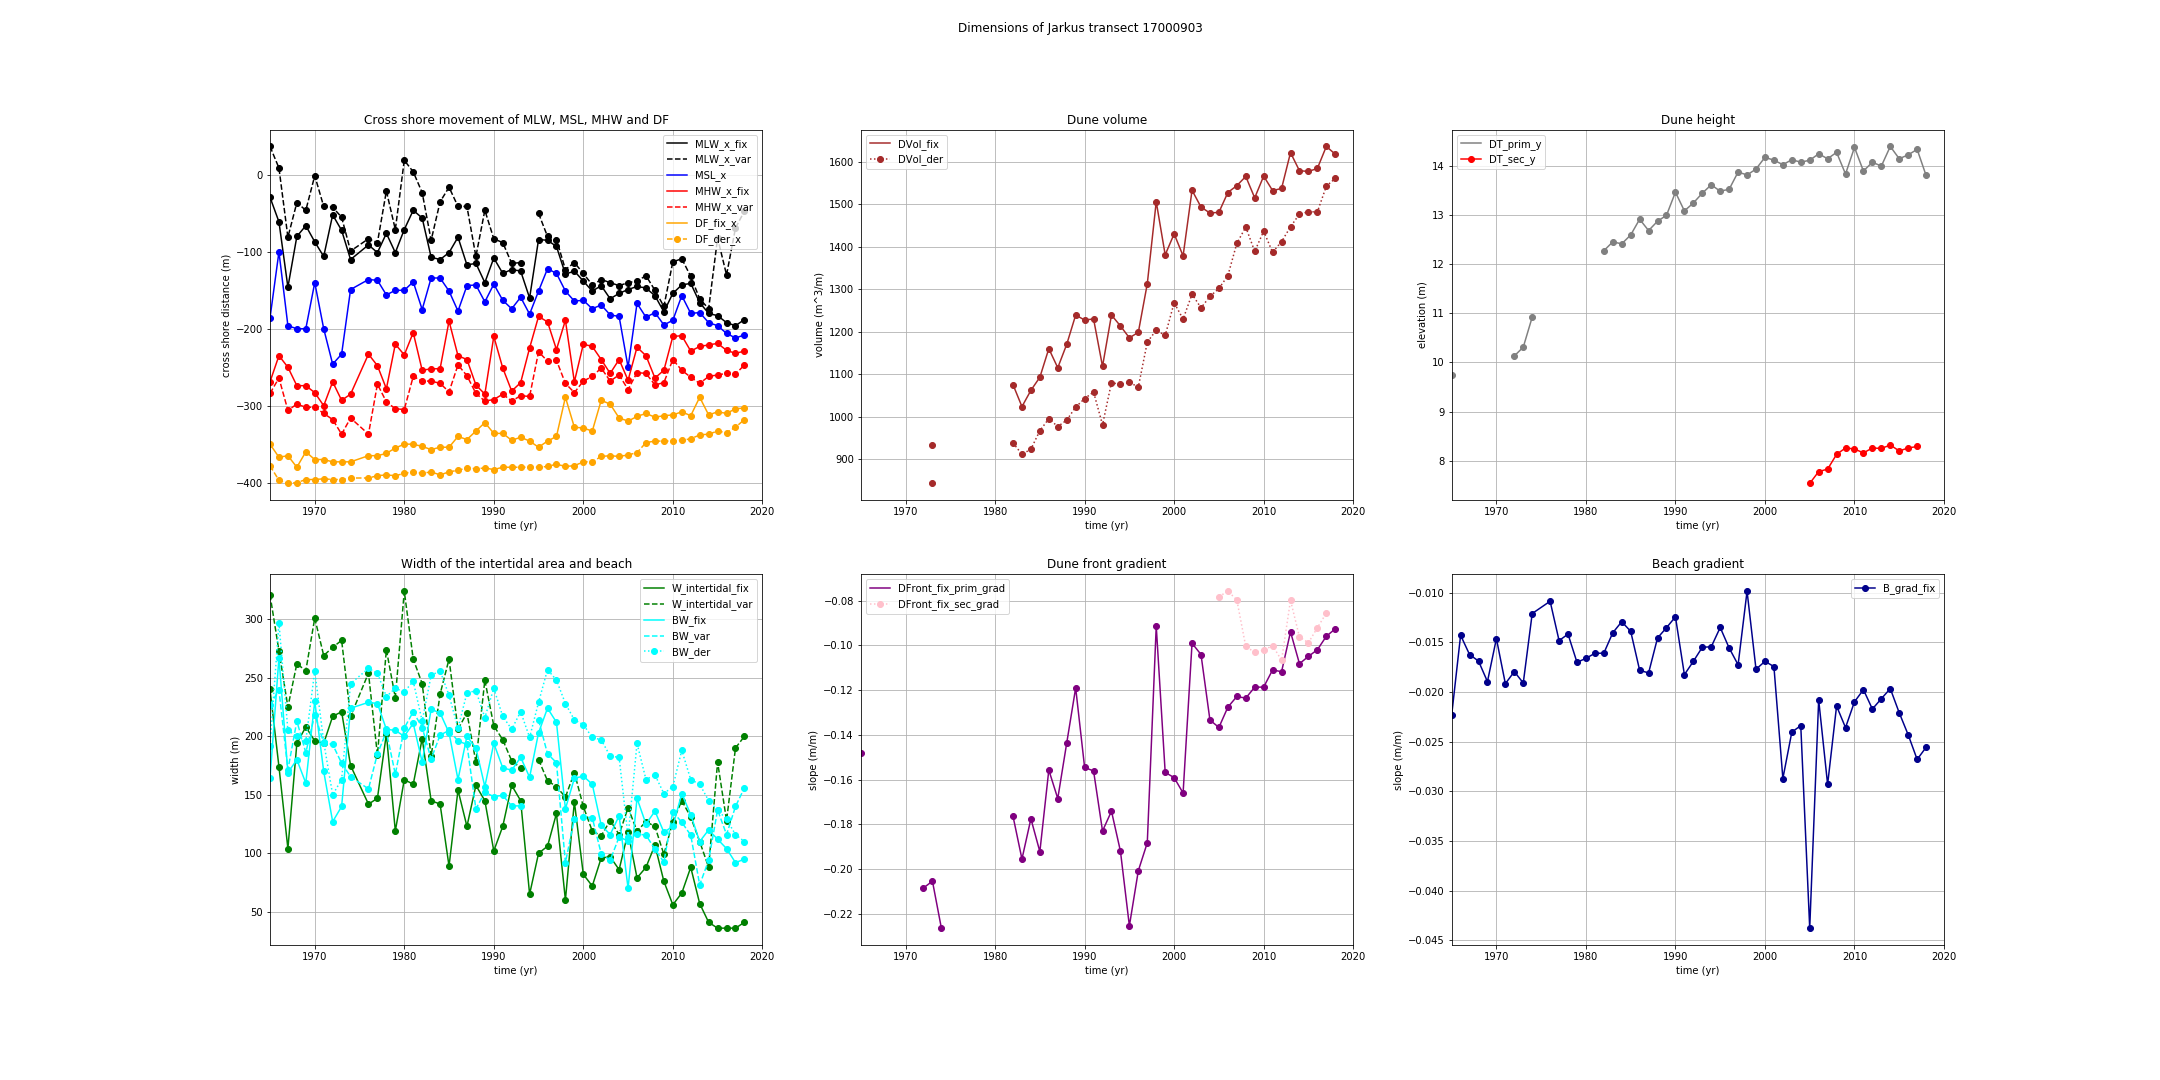 Dimensions of Jarkus transect 17000903
Cross shore movement of MLW, MSL, MHW and DF
cross shore distance (m)
0
−100
−200
−300
−400
MLW_x_fix
MLW_x_var
MSL_x
MHW_x_fix
MHW_x_var
DF_fix_x
DF_der_x
1970 1980 1990 2000 2010 2020
time (yr)
Dune volume
volume (m^3/m)
1600
1500
1400
1300
1200
1100
1000
900
DVol_fix
DVol_der
1970 1980 1990 2000 2010 2020
time (yr)
Dune height
elevation (m)
14
13
12
11
10
9
8
DT_prim_y
DT_sec_y
1970 1980 1990 2000 2010 2020
time (yr)
Width of the intertidal area and beach
width (m)
300
250
200
150
100
50
W_intertidal_fix
W_intertidal_var
BW_fix
BW_var
BW_der
1970 1980 1990 2000 2010 2020
time (yr)
Dune front gradient
slope (m/m)
−0.08
−0.10
−0.12
−0.14
−0.16
−0.18
−0.20
−0.22
DFront_fix_prim_grad
DFront_fix_sec_grad
1970 1980 1990 2000 2010 2020
time (yr)
Beach gradient
slope (m/m)
−0.010
−0.015
−0.020
−0.025
−0.030
−0.035
−0.040
−0.045
B_grad_fix
1970 1980 1990 2000 2010 2020
time (yr)